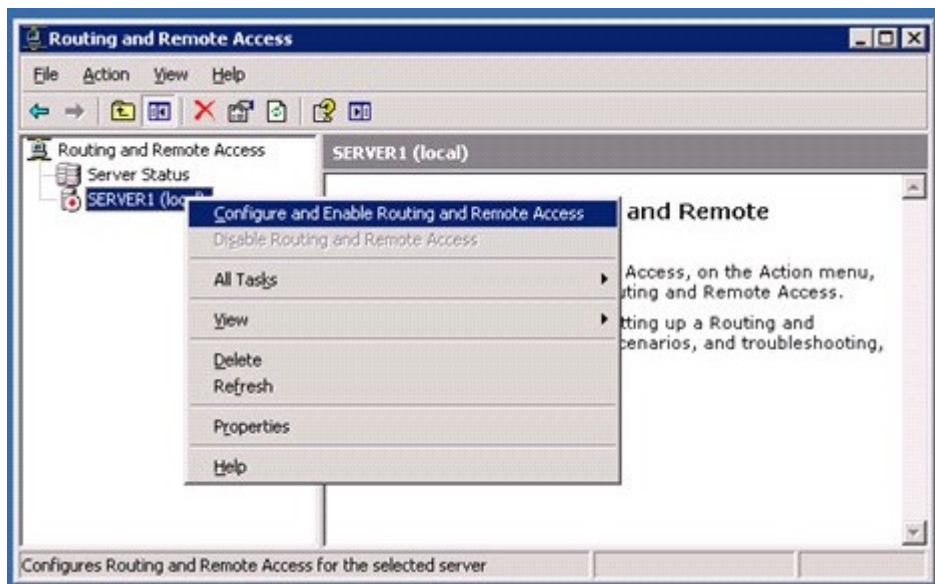 Routing and Remote Access
File Action View Help
Routing and Remote Access
Server Status
SERVER1 (local)
SERVER1 (local)
Configure and Enable Routing and Remote Access
Disable Routing and Remote Access
All Tasks
View
Delete
Refresh
Properties
Help
and Remote
Access, on the Action menu,
uting and Remote Access.
tting up a Routing and
cenarios, and troubleshooting,
Configures Routing and Remote Access for the selected server